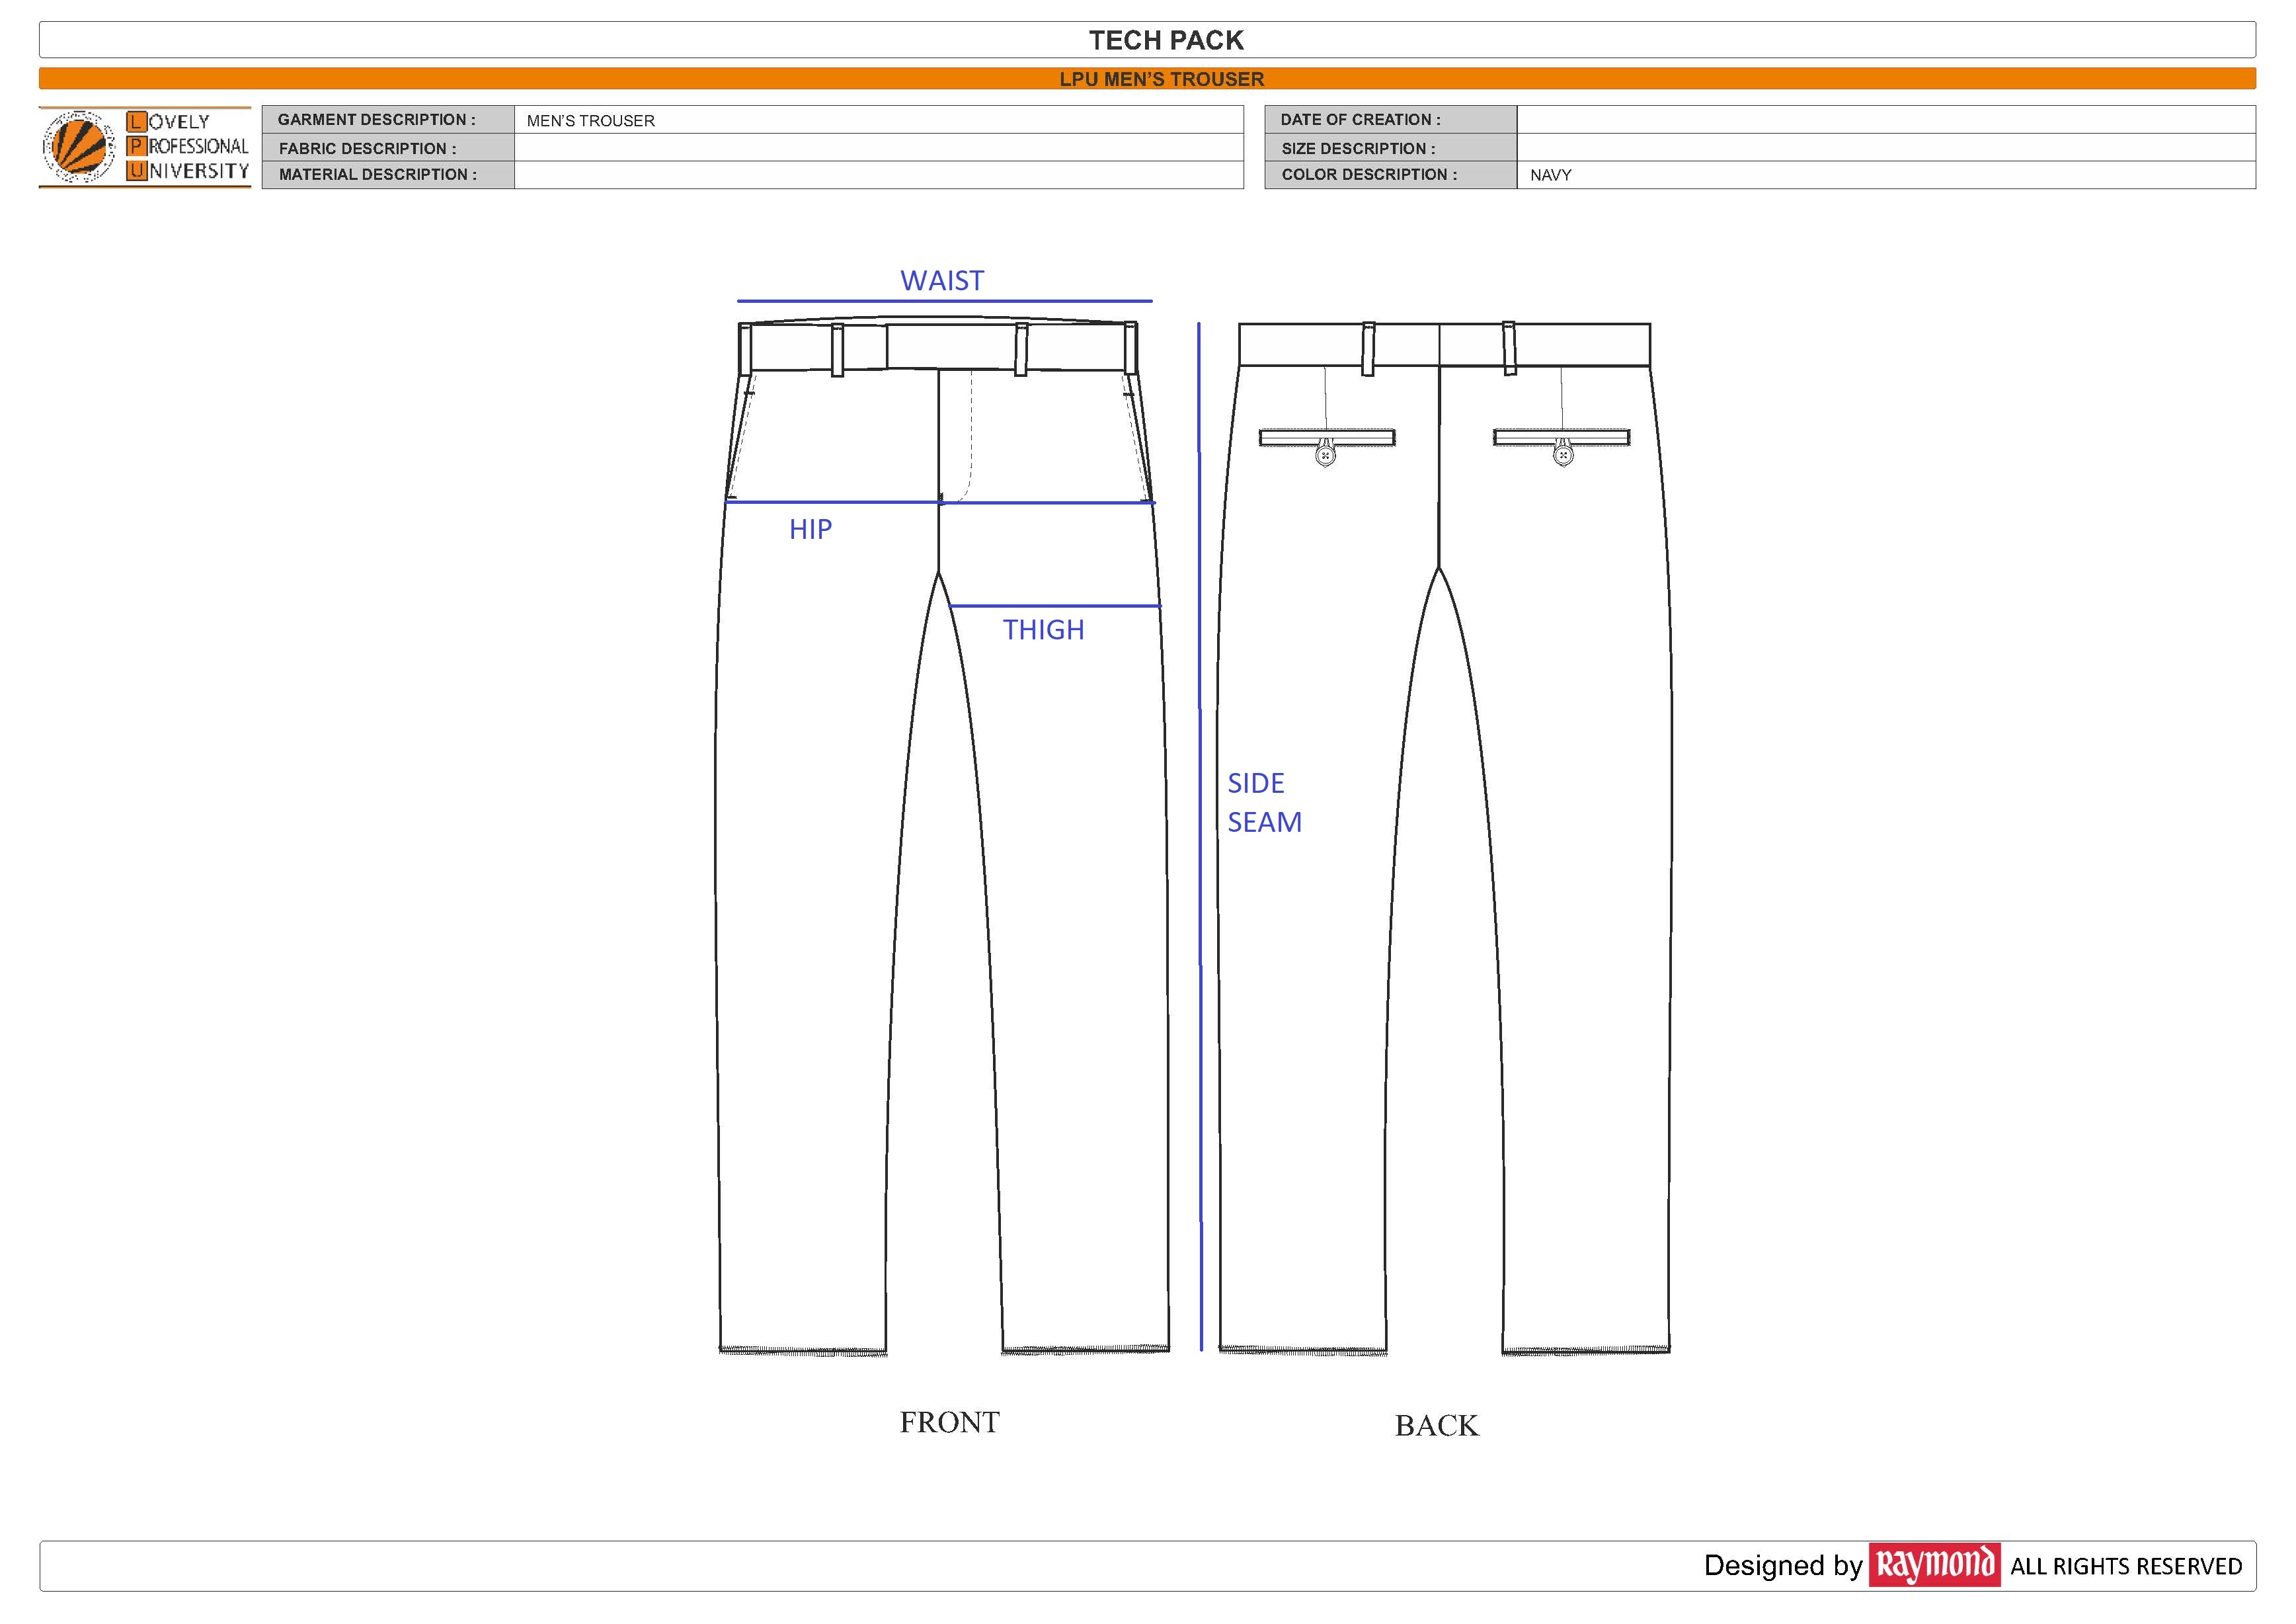 TECH PACK
LPU MEN'S TROUSER
LOVELY
PROFESSIONAL
UNIVERSITY
GARMENT DESCRIPTION : MEN'S TROUSER
FABRIC DESCRIPTION :
MATERIAL DESCRIPTION :
DATE OF CREATION :
SIZE DESCRIPTION :
COLOR DESCRIPTION : NAVY
WAIST
HIP
THIGH
SIDE
SEAM
FRONT
BACK
Designed by Raymond ALL RIGHTS RESERVED